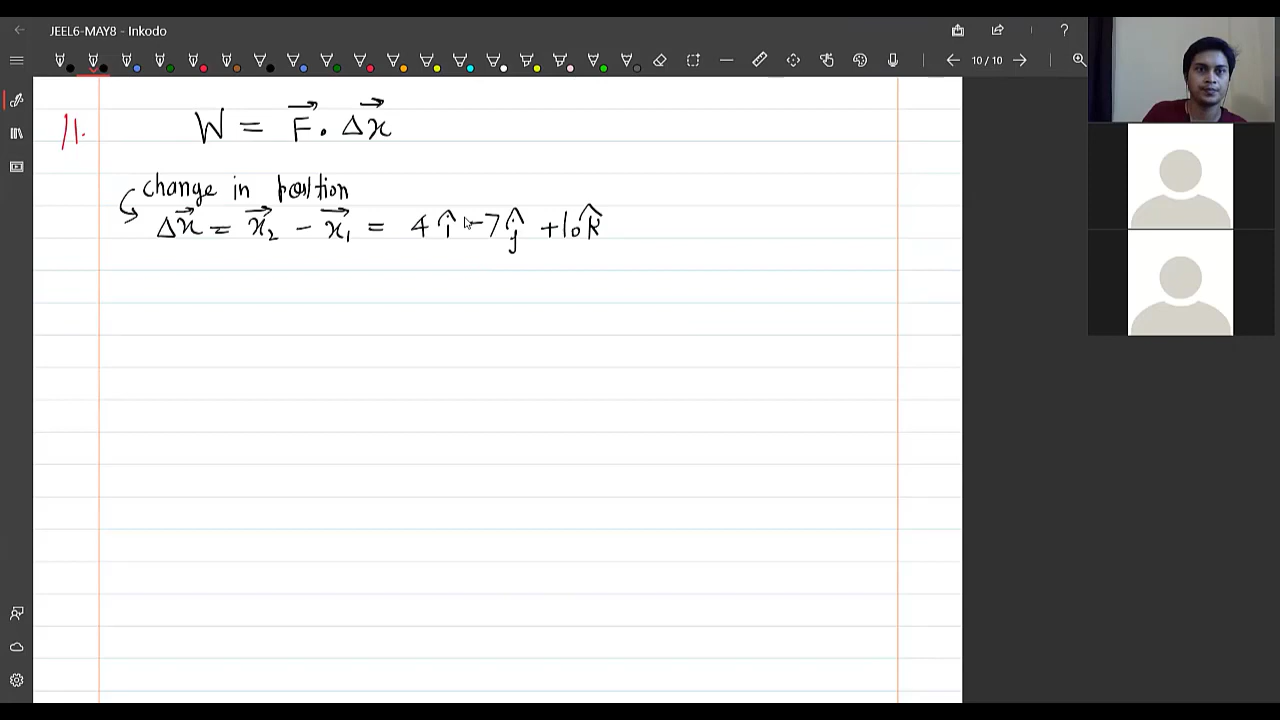 JEEL6-MAY8 - Inkodo
10/10
11.
W = F⃗ · Δx⃗
change in position
Δx⃗ = x⃗₂ - x⃗₁ = 4î - 7ĵ + 10k̂